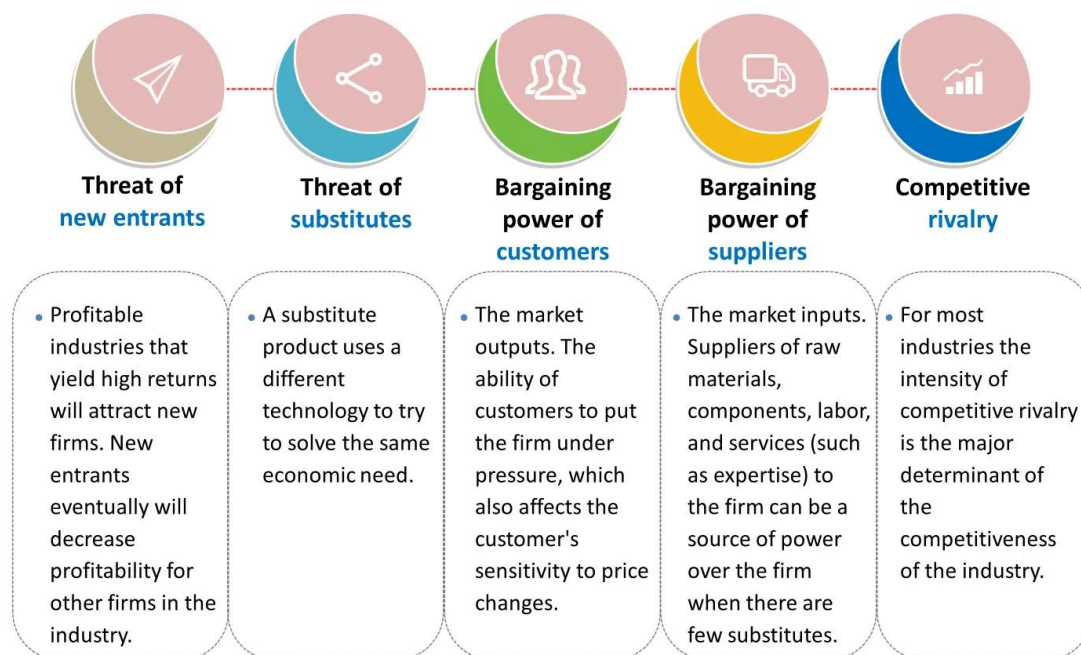 Threat of
new entrants
Threat of
substitutes
Bargaining
power of
customers
Bargaining
power of
suppliers
Competitive
rivalry
• Profitable
industries that
yield high returns
will attract new
firms. New
entrants
eventually will
decrease
profitability for
other firms in the
industry.
• A substitute
product uses a
different
technology to try
to solve the same
economic need.
• The market
outputs. The
ability of
customers to put
the firm under
pressure, which
also affects the
customer's
sensitivity to price
changes.
• The market inputs.
Suppliers of raw
materials,
components, labor,
and services (such
as expertise) to
the firm can be a
source of power
over the firm
when there are
few substitutes.
• For most
industries the
intensity of
competitive rivalry
is the major
determinant of
the
competitiveness
of the industry.